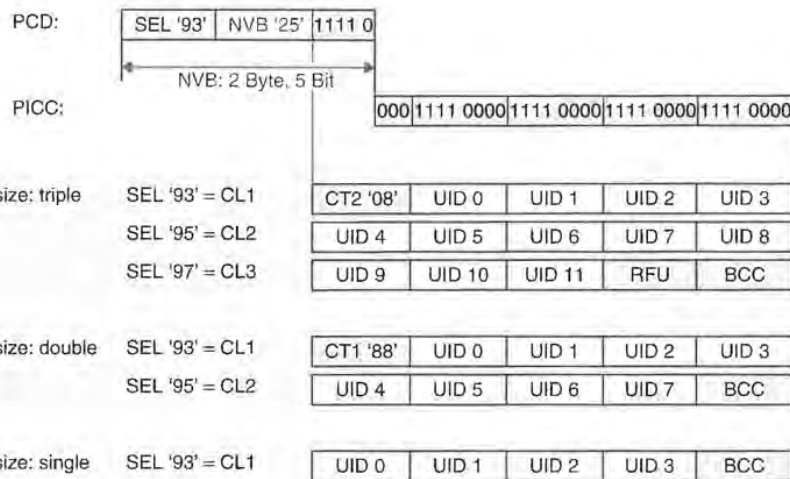 PCD: SEL '93' NVB '25' 1111 0
NVB: 2 Byte, 5 Bit
PICC: 000 1111 0000 1111 0000 1111 0000 1111 0000
size: triple SEL '93' = CL1 CT2 '08' UID 0 UID 1 UID 2 UID 3
SEL '95' = CL2 UID 4 UID 5 UID 6 UID 7 UID 8
SEL '97' = CL3 UID 9 UID 10 UID 11 RFU BCC
size: double SEL '93' = CL1 CT1 '88' UID 0 UID 1 UID 2 UID 3
SEL '95' = CL2 UID 4 UID 5 UID 6 UID 7 BCC
size: single SEL '93' = CL1 UID 0 UID 1 UID 2 UID 3 BCC